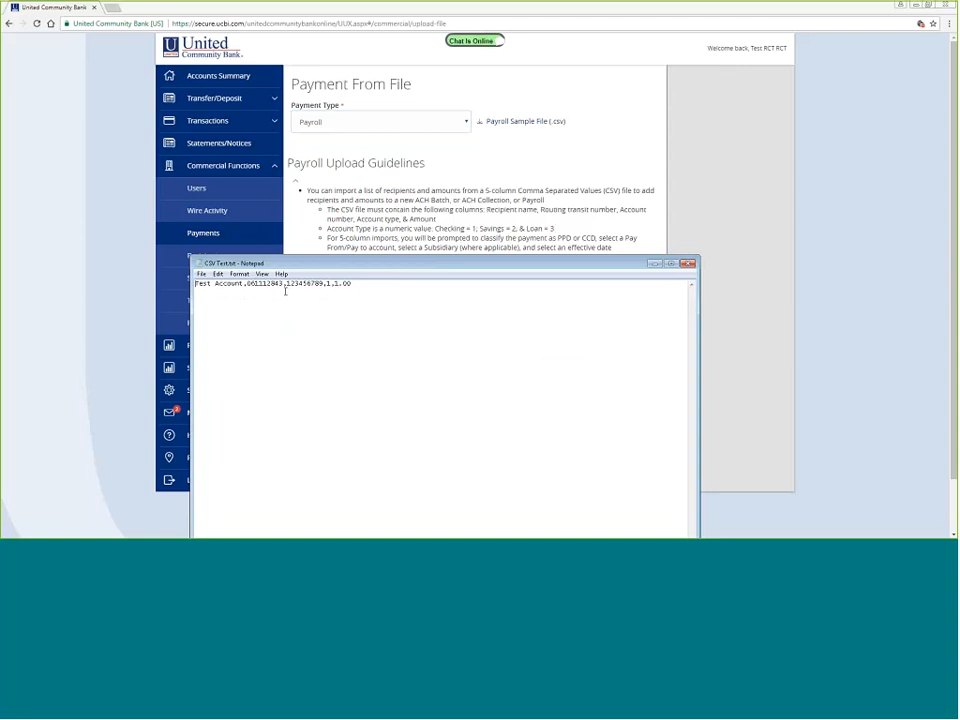 United Community Bank
United Community Bank [US] | https://secure.ucbi.com/unitedcommunitybankonline/UUX.aspx#/commercial/upload-file
United
Community Bank.
Chat Is Online
Welcome back, Test RCT RCT
Accounts Summary
Transfer/Deposit
Transactions
Statements/Notices
Commercial Functions
Users
Wire Activity
Payments
2
Payment From File
Payment Type *
Payroll
Payroll Sample File (.csv)
Payroll Upload Guidelines
You can import a list of recipients and amounts from a 5-column Comma Separated Values (CSV) file to add
recipients and amounts to a new ACH Batch, or ACH Collection, or Payroll
The CSV file must contain the following columns: Recipient name, Routing transit number, Account
number, Account type, & Amount
Account Type is a numeric value: Checking = 1; Savings = 2; & Loan = 3
For 5-column imports, you will be prompted to classify the payment as PPD or CCD, select a Pay
From/Pay to account, select a Subsidiary (where applicable), and select an effective date
CSV Test.txt - Notepad
File Edit Format View Help
Test Account,061112843,123456789,1,1.00